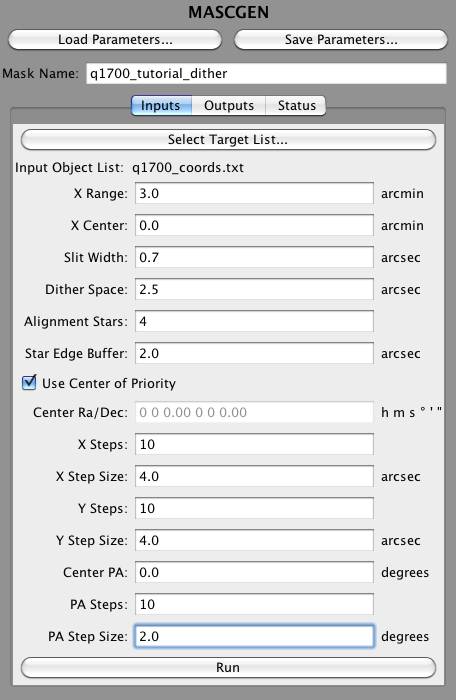 MASCGEN
Load Parameters... Save Parameters...
Mask Name: q1700_tutorial_dither
Inputs Outputs Status
Select Target List...
Input Object List: q1700_coords.txt
X Range: 3.0 arcmin
X Center: 0.0 arcmin
Slit Width: 0.7 arcsec
Dither Space: 2.5 arcsec
Alignment Stars: 4
Star Edge Buffer: 2.0 arcsec
Use Center of Priority
Center Ra/Dec: 0 0 0.00 0 0 0.00 h m s ° ' "
X Steps: 10
X Step Size: 4.0 arcsec
Y Steps: 10
Y Step Size: 4.0 arcsec
Center PA: 0.0 degrees
PA Steps: 10
PA Step Size: 2.0 degrees
Run